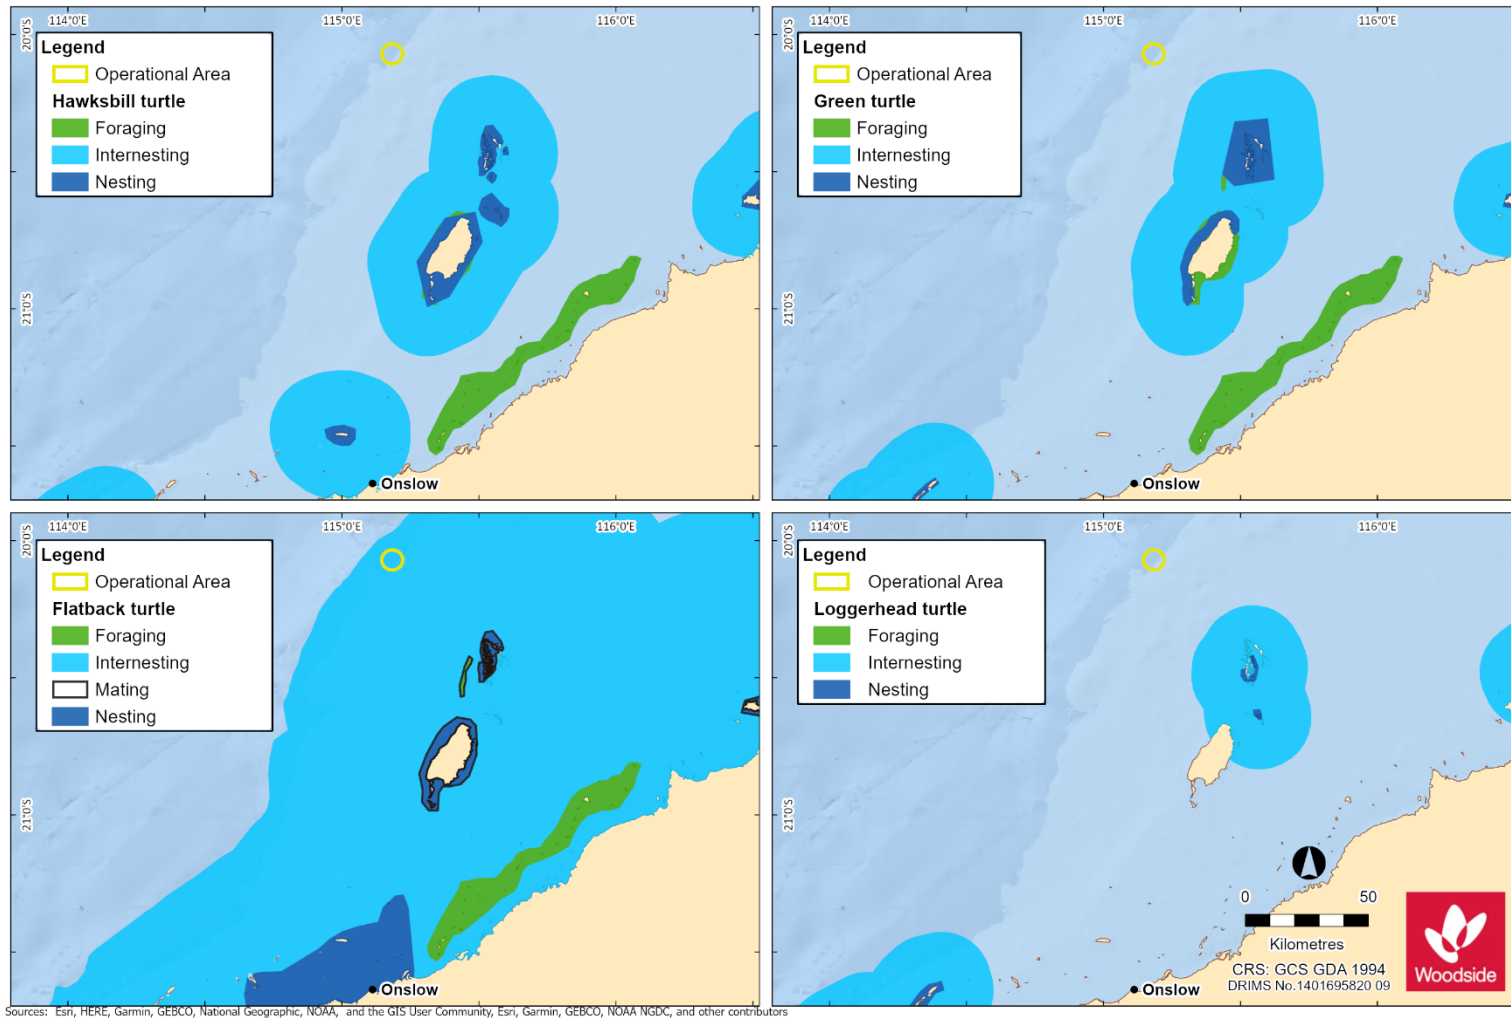 114°0'E
115°0'E
116°0'E
20°0'S
21°0'S
Legend
Operational Area
Hawksbill turtle
Foraging
Internesting
Nesting
Onslow
114°0'E
115°0'E
116°0'E
20°0'S
21°0'S
Legend
Operational Area
Green turtle
Foraging
Internesting
Nesting
Onslow
114°0'E
115°0'E
116°0'E
20°0'S
21°0'S
Legend
Operational Area
Flatback turtle
Foraging
Internesting
Mating
Nesting
Onslow
114°0'E
115°0'E
116°0'E
20°0'S
21°0'S
Legend
Operational Area
Loggerhead turtle
Foraging
Internesting
Nesting
Onslow
0 50
Kilometres
CRS: GCS GDA 1994
DRIMS No.1401695820 09
Woodside
Sources: Esri, HERE, Garmin, GEBCO, National Geographic, NOAA, and the GIS User Community, Esri, Garmin, GEBCO, NOAA NGDC, and other contributors